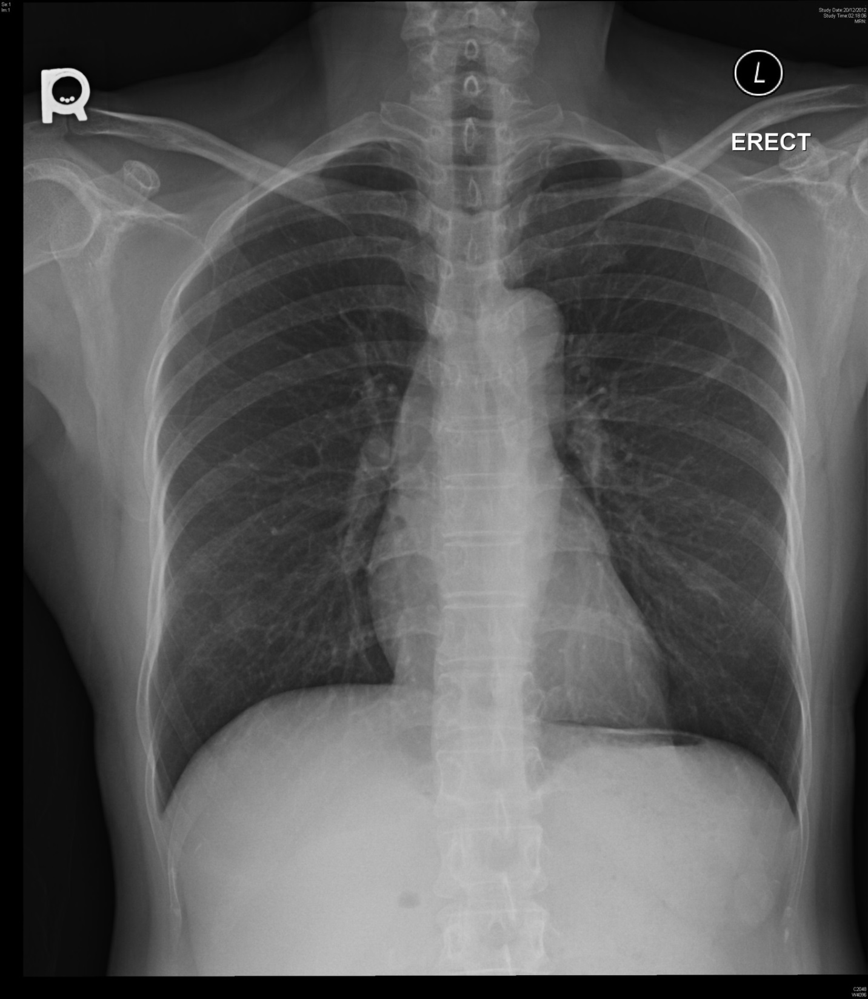 Se:1
Im:1
Study Date:20/12/2012
Study Time:02:18:06
MRN:
R
L
ERECT
C2048
W4096